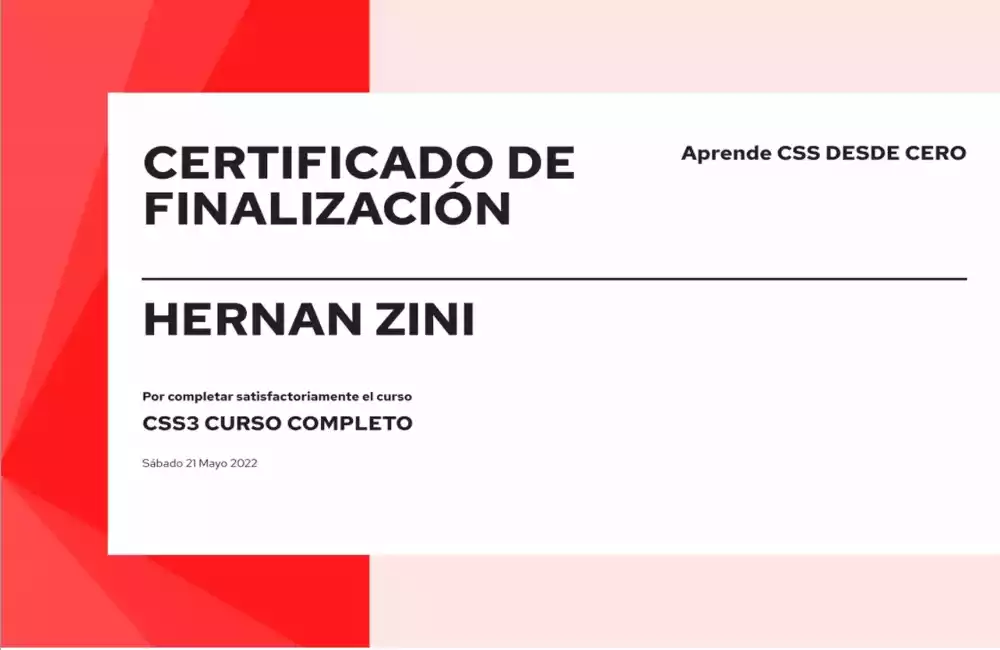 CERTIFICADO DE
FINALIZACIÓN
Aprende CSS DESDE CERO
HERNAN ZINI
Por completar satisfactoriamente el curso
CSS3 CURSO COMPLETO
Sábado 21 Mayo 2022